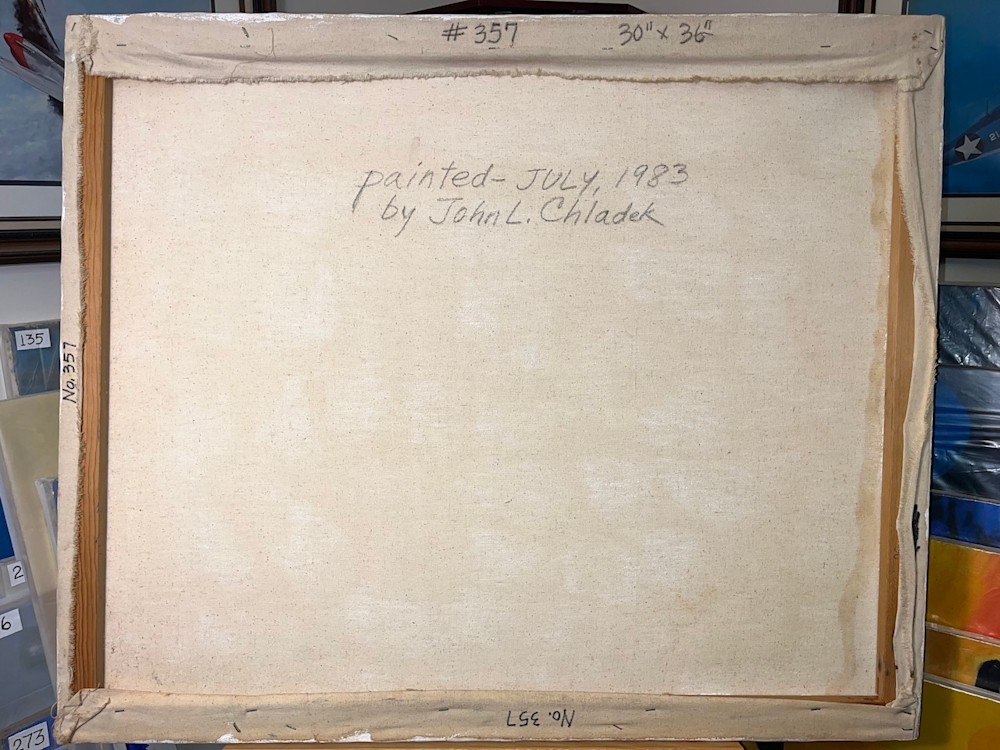 #357 30" x 36"
painted- JULY, 1983
by John L. Chladek
No. 357
No. 357
135
2
6
273